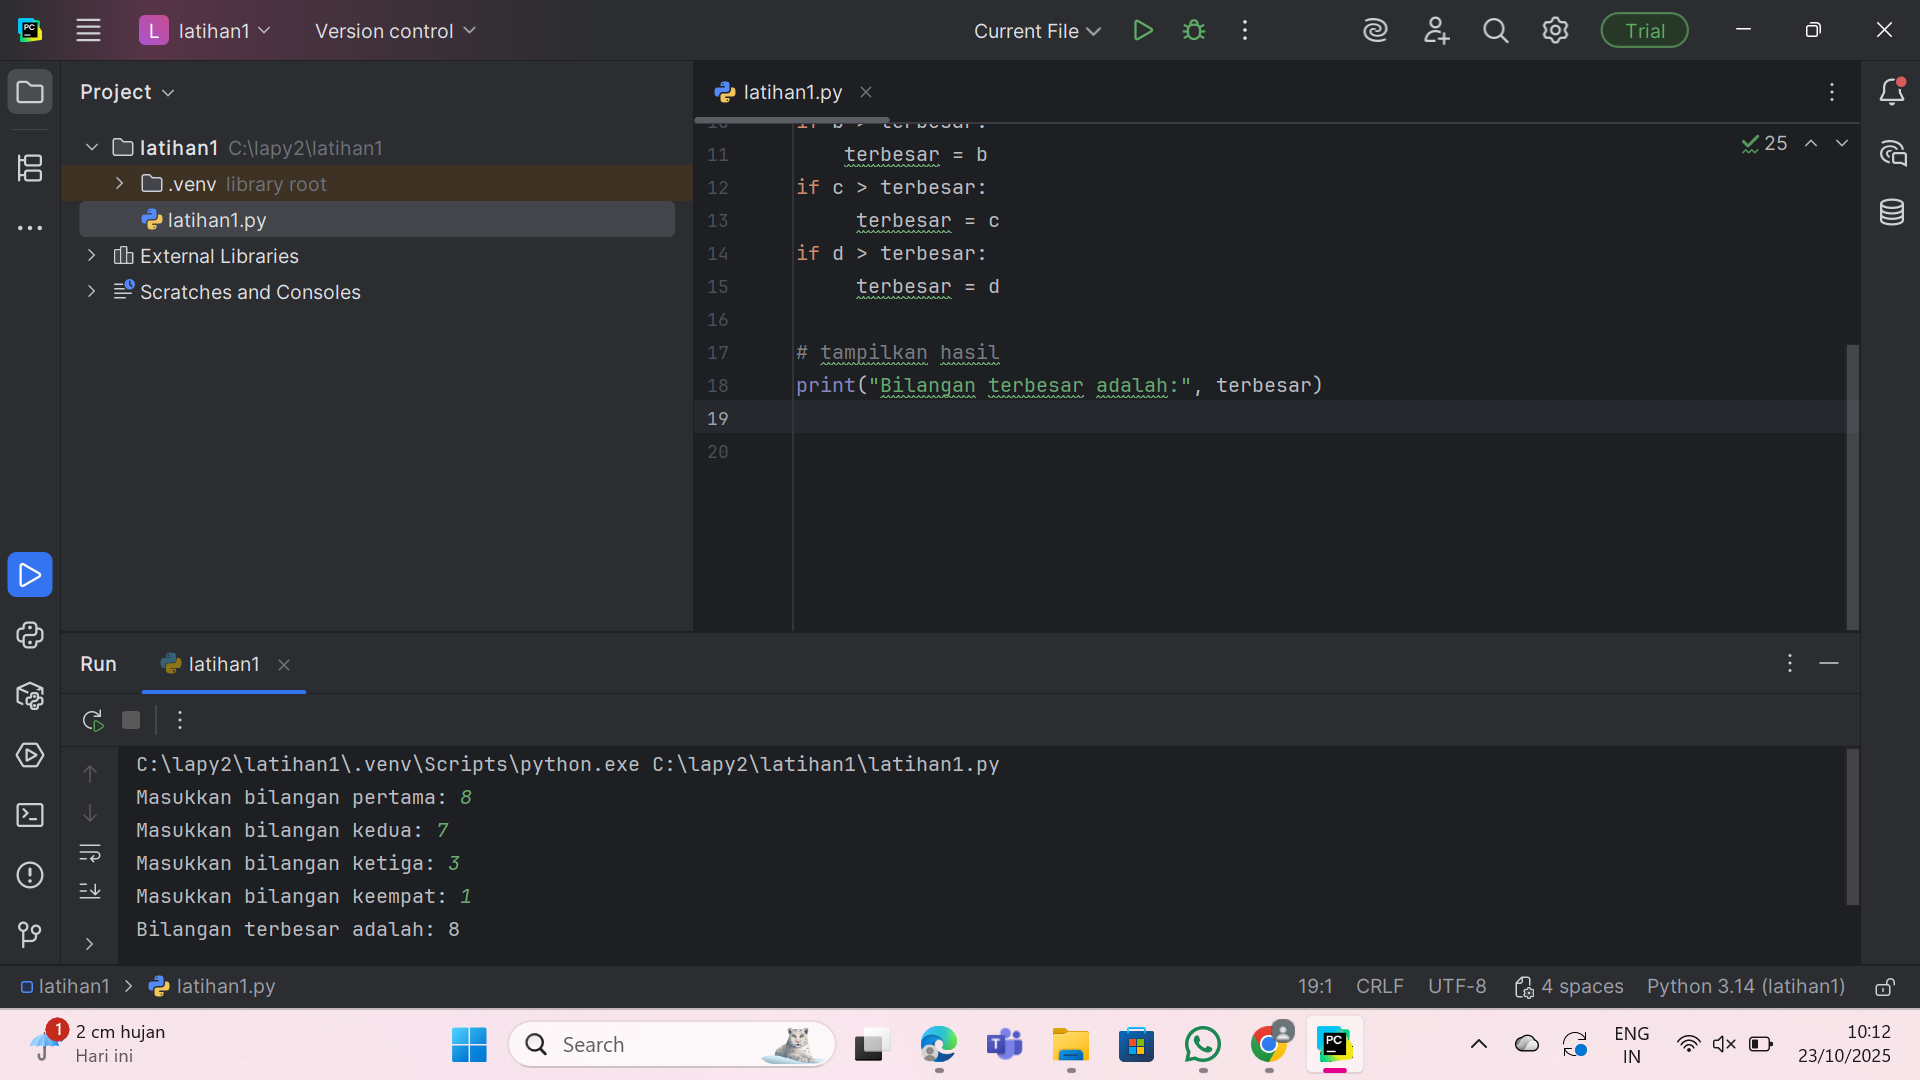 L latihan1 Version control Current File Trial
Project
latihan1.py
latihan1 C:\lapy2\latihan1
.venv library root
latihan1.py
External Libraries
Scratches and Consoles
25
10 if b > terbesar:
11 terbesar = b
12 if c > terbesar:
13 terbesar = c
14 if d > terbesar:
15 terbesar = d
16
17 # tampilkan hasil
18 print("Bilangan terbesar adalah:", terbesar)
19
20
Run latihan1
C:\lapy2\latihan1\.venv\Scripts\python.exe C:\lapy2\latihan1\latihan1.py
Masukkan bilangan pertama: 8
Masukkan bilangan kedua: 7
Masukkan bilangan ketiga: 3
Masukkan bilangan keempat: 1
Bilangan terbesar adalah: 8
latihan1 > latihan1.py 19:1 CRLF UTF-8 4 spaces Python 3.14 (latihan1)
1 2 cm hujan
Hari ini
Search
ENG
IN
10:12
23/10/2025